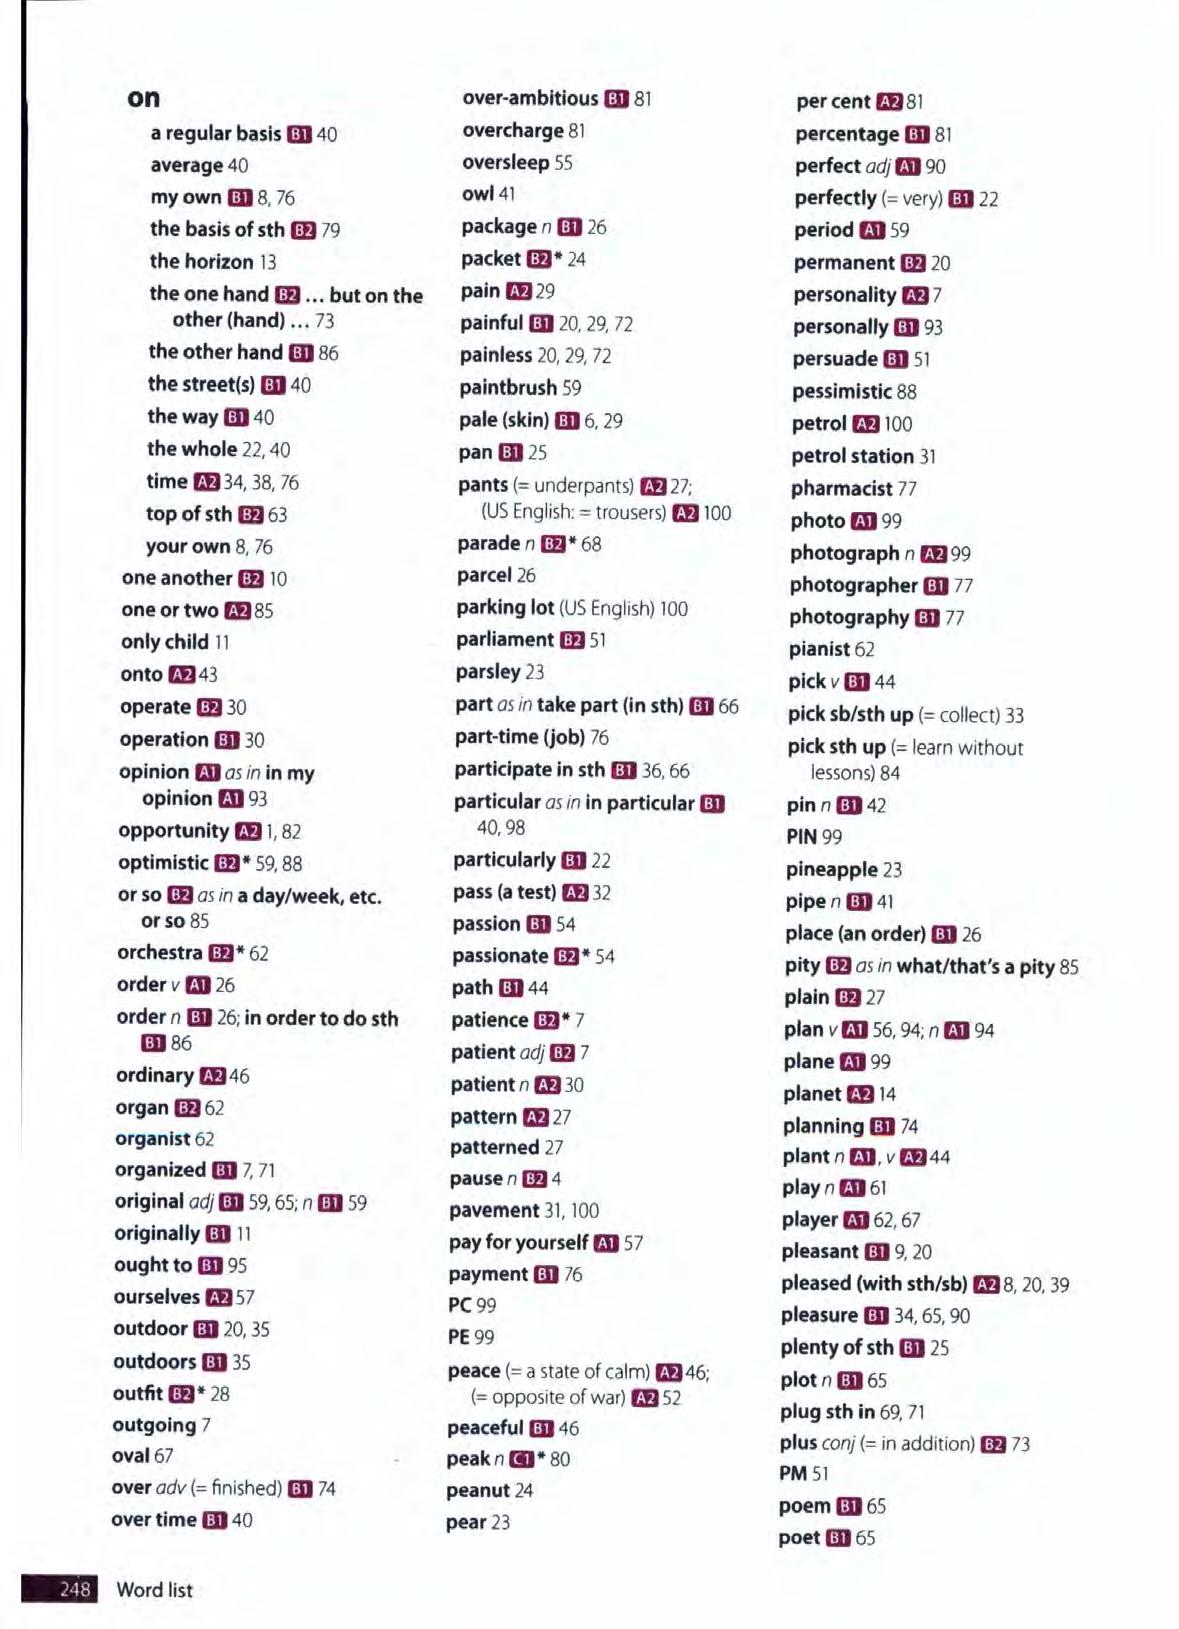 on
a regular basis B1 40
average 40
my own B1 8, 76
the basis of sth B2 79
the horizon 13
the one hand B2 ... but on the
other (hand) ... 73
the other hand B1 86
the street(s) B1 40
the way B1 40
the whole 22, 40
time A2 34, 38, 76
top of sth B2 63
your own 8, 76
one another B2 10
one or two A2 85
only child 11
onto A2 43
operate B2 30
operation B1 30
opinion A1 as in in my
opinion A1 93
opportunity A2 1, 82
optimistic B2* 59, 88
or so B2 as in a day/week, etc.
or so 85
orchestra B2* 62
order v A1 26
order n B1 26; in order to do sth
B1 86
ordinary A2 46
organ B2 62
organist 62
organized B1 7, 71
original adj B1 59, 65; n B1 59
originally B1 11
ought to B1 95
ourselves A2 57
outdoor B1 20, 35
outdoors B1 35
outfit B2* 28
outgoing 7
oval 67
over adv (= finished) B1 74
over time B1 40
over-ambitious B1 81
overcharge 81
oversleep 55
owl 41
package n B1 26
packet B2* 24
pain A2 29
painful B1 20, 29, 72
painless 20, 29, 72
paintbrush 59
pale (skin) B1 6, 29
pan B1 25
pants (= underpants) A2 27;
(US English: = trousers) A2 100
parade n B2* 68
parcel 26
parking lot (US English) 100
parliament B2 51
parsley 23
part as in take part (in sth) B1 66
part-time (job) 76
participate in sth B1 36, 66
particular as in in particular B1
40, 98
particularly B1 22
pass (a test) A2 32
passion B1 54
passionate B2* 54
path B1 44
patience B2* 7
patient adj B2 7
patient n A2 30
pattern A2 27
patterned 27
pause n B2 4
pavement 31, 100
pay for yourself A1 57
payment B1 76
PC 99
PE 99
peace (= a state of calm) A2 46;
(= opposite of war) A2 52
peaceful B1 46
peak n C1* 80
peanut 24
pear 23
per cent A2 81
percentage B1 81
perfect adj A1 90
perfectly (= very) B1 22
period A1 59
permanent B2 20
personality A2 7
personally B1 93
persuade B1 51
pessimistic 88
petrol A2 100
petrol station 31
pharmacist 77
photo A1 99
photograph n A2 99
photographer B1 77
photography B1 77
pianist 62
pick v B1 44
pick sb/sth up (= collect) 33
pick sth up (= learn without
lessons) 84
pin n B1 42
PIN 99
pineapple 23
pipe n B1 41
place (an order) B1 26
pity B2 as in what/that's a pity 85
plain B2 27
plan v A1 56, 94; n A1 94
plane A1 99
planet A2 14
planning B1 74
plant n A1, v A2 44
play n A1 61
player A1 62, 67
pleasant B1 9, 20
pleased (with sth/sb) A2 8, 20, 39
pleasure B1 34, 65, 90
plenty of sth B1 25
plot n B1 65
plug sth in 69, 71
plus conj (= in addition) B2 73
PM 51
poem B1 65
poet B1 65
248 Word list